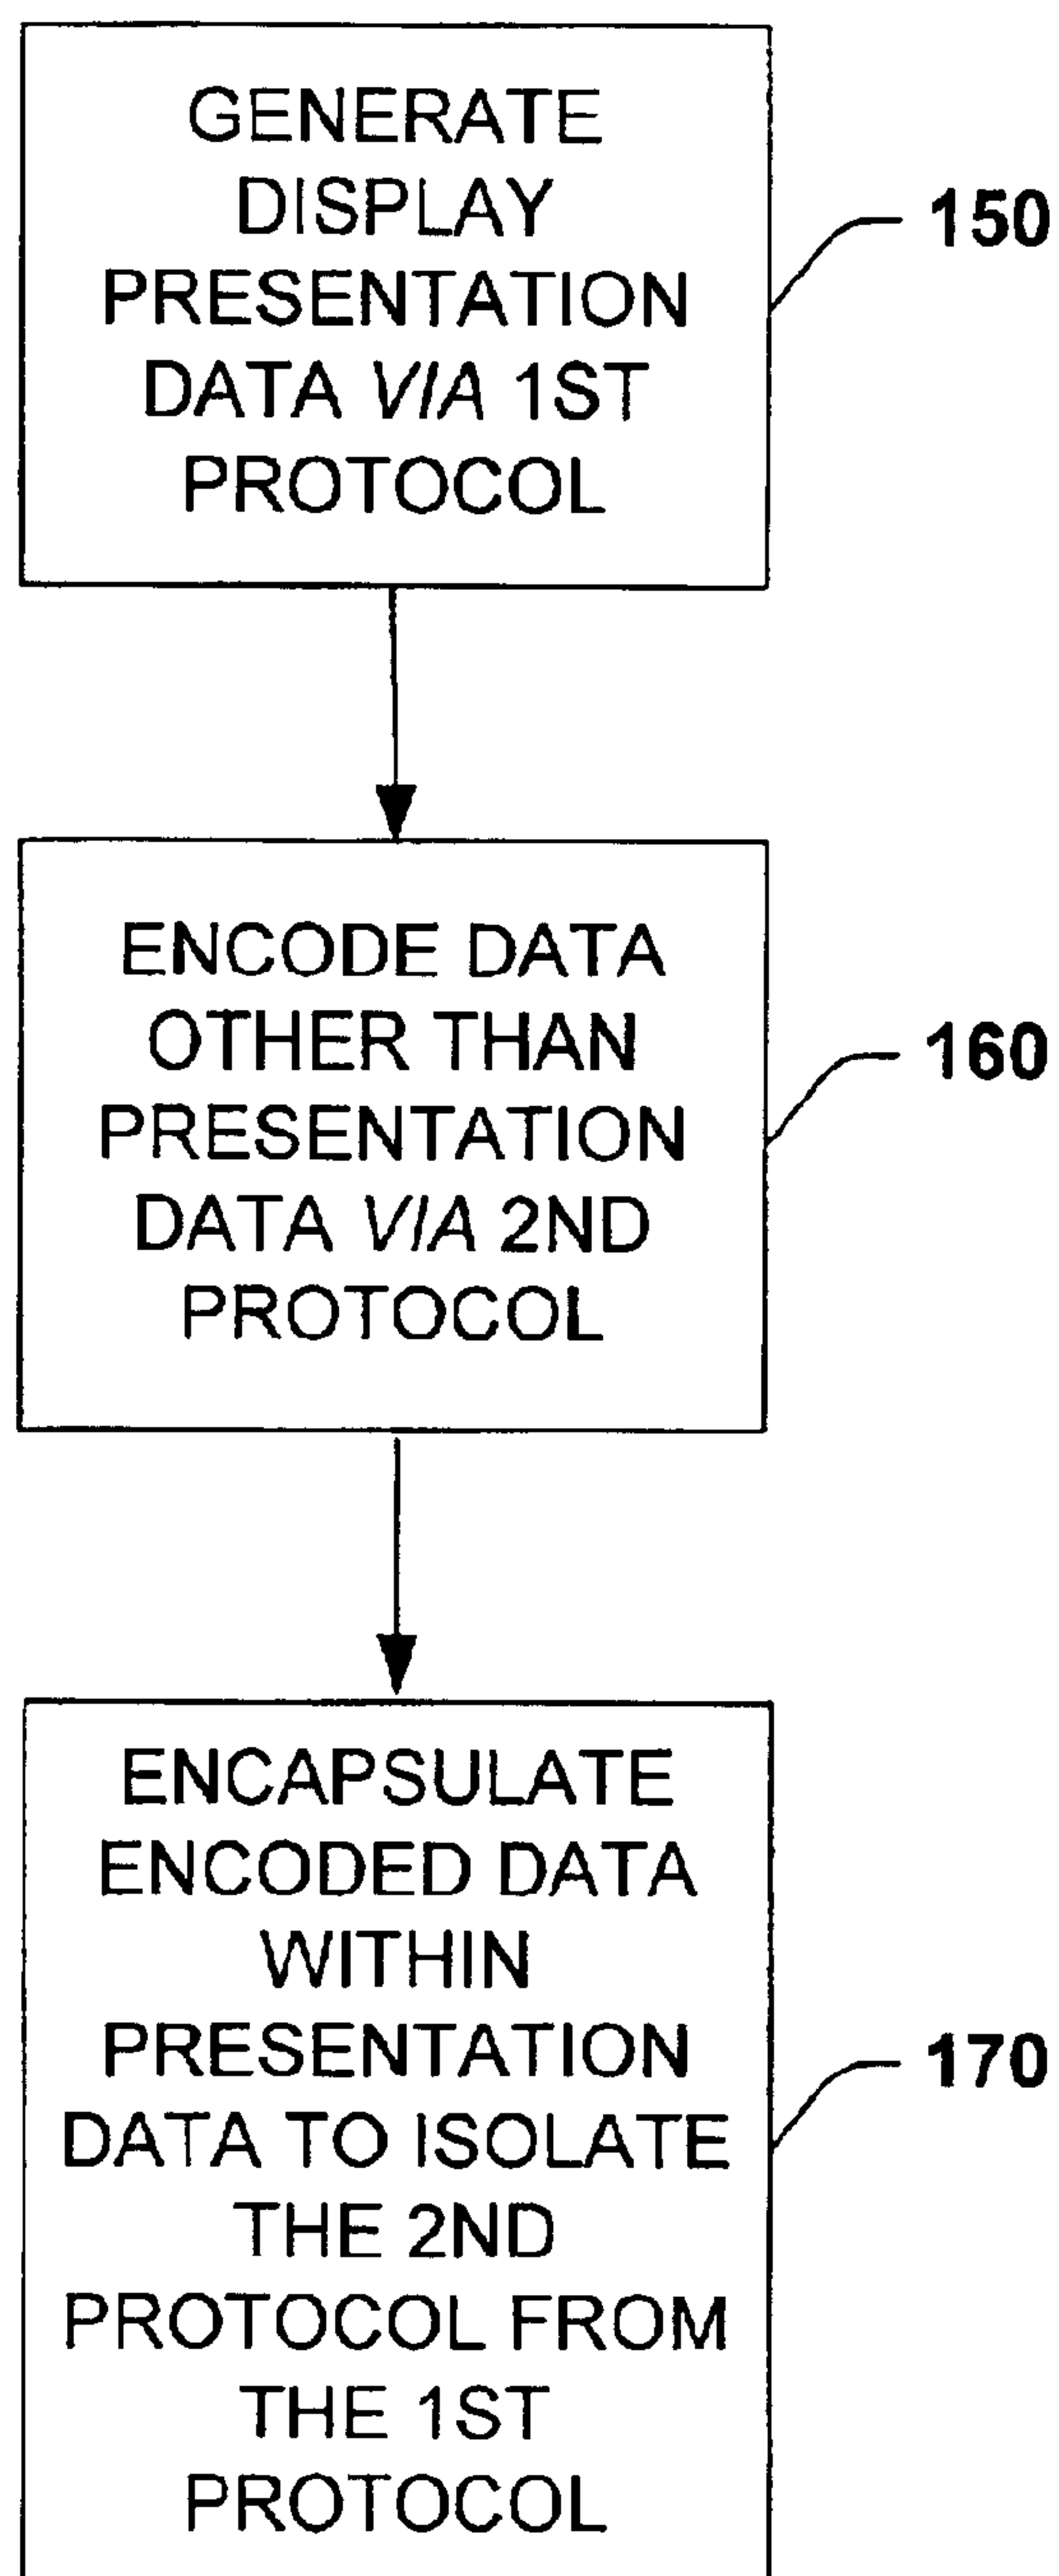 GENERATE
DISPLAY
PRESENTATION
DATA VIA 1ST
PROTOCOL
150
ENCODE DATA
OTHER THAN
PRESENTATION
DATA VIA 2ND
PROTOCOL
160
ENCAPSULATE
ENCODED DATA
WITHIN
PRESENTATION
DATA TO ISOLATE
THE 2ND
PROTOCOL FROM
THE 1ST
PROTOCOL
170